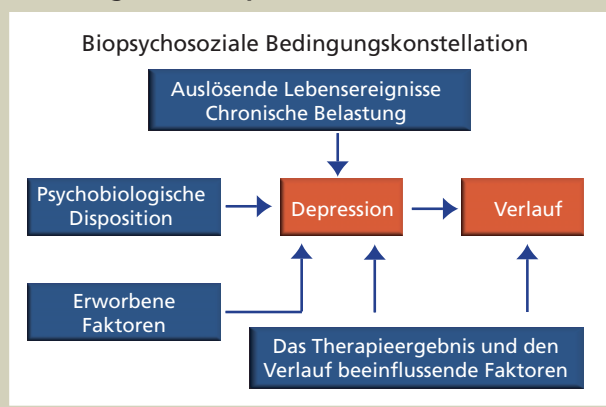 Biopsychosoziale Bedingungskonstellation
Auslösende Lebensereignisse
Chronische Belastung
Psychobiologische
Disposition
Depression
Verlauf
Erworbene
Faktoren
Das Therapieergebnis und den
Verlauf beeinflussende Faktoren